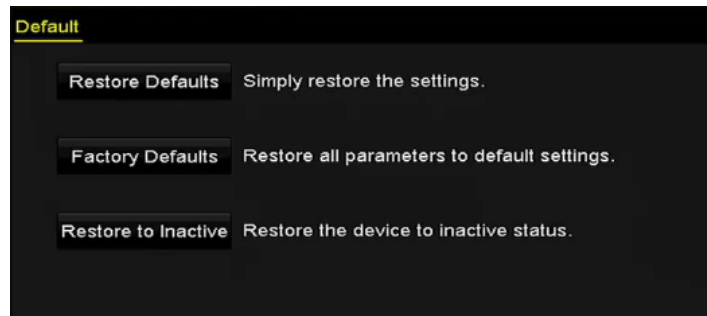 Default
Restore Defaults Simply restore the settings.
Factory Defaults Restore all parameters to default settings.
Restore to Inactive Restore the device to inactive status.